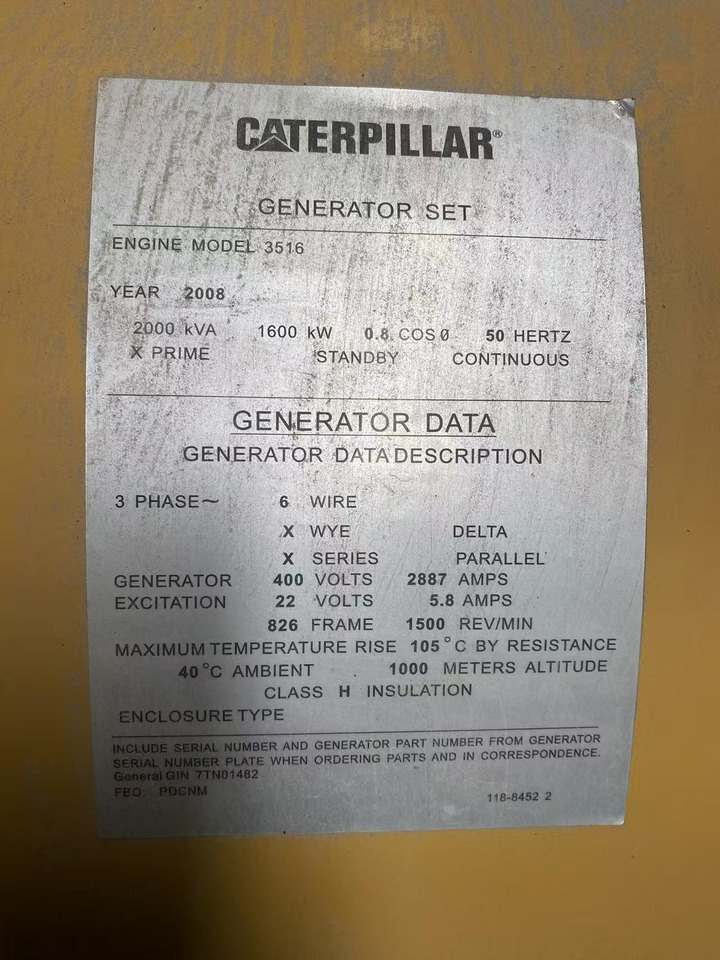 CATERPILLAR®
GENERATOR SET
ENGINE MODEL 3516
YEAR 2008
2000 kVA 1600 kW 0.8 COS Ø 50 HERTZ
X PRIME STANDBY CONTINUOUS
GENERATOR DATA
GENERATOR DATA DESCRIPTION
3 PHASE~ 6 WIRE
X WYE DELTA
X SERIES PARALLEL
GENERATOR 400 VOLTS 2887 AMPS
EXCITATION 22 VOLTS 5.8 AMPS
826 FRAME 1500 REV/MIN
MAXIMUM TEMPERATURE RISE 105°C BY RESISTANCE
40°C AMBIENT 1000 METERS ALTITUDE
CLASS H INSULATION
ENCLOSURE TYPE
INCLUDE SERIAL NUMBER AND GENERATOR PART NUMBER FROM GENERATOR
SERIAL NUMBER PLATE WHEN ORDERING PARTS AND IN CORRESPONDENCE.
General GIN 7TN01482
FBO: PDCNM
118-8452 2